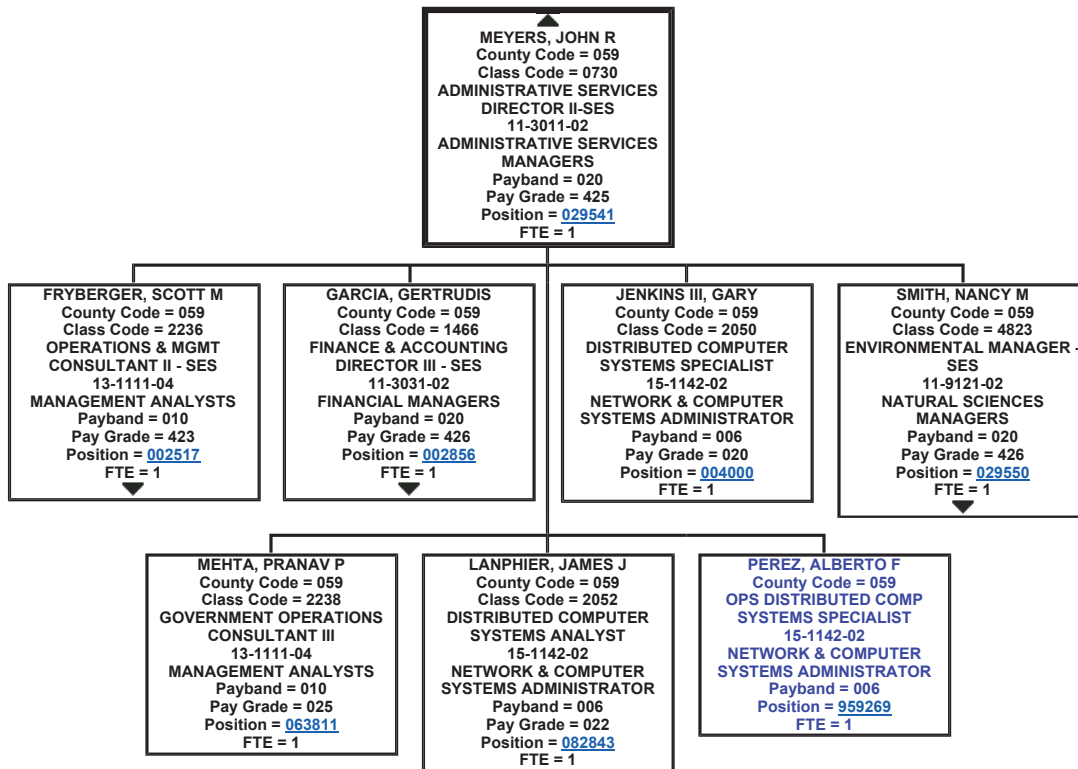 MEYERS, JOHN R
County Code = 059
Class Code = 0730
ADMINISTRATIVE SERVICES
DIRECTOR II-SES
11-3011-02
ADMINISTRATIVE SERVICES
MANAGERS
Payband = 020
Pay Grade = 425
Position = 029541
FTE = 1
FRYBERGER, SCOTT M
County Code = 059
Class Code = 2236
OPERATIONS & MGMT
CONSULTANT II - SES
13-1111-04
MANAGEMENT ANALYSTS
Payband = 010
Pay Grade = 423
Position = 002517
FTE = 1
GARCIA, GERTRUDIS
County Code = 059
Class Code = 1466
FINANCE & ACCOUNTING
DIRECTOR III - SES
11-3031-02
FINANCIAL MANAGERS
Payband = 020
Pay Grade = 426
Position = 002856
FTE = 1
JENKINS III, GARY
County Code = 059
Class Code = 2050
DISTRIBUTED COMPUTER
SYSTEMS SPECIALIST
15-1142-02
NETWORK & COMPUTER
SYSTEMS ADMINISTRATOR
Payband = 006
Pay Grade = 020
Position = 004000
FTE = 1
SMITH, NANCY M
County Code = 059
Class Code = 4823
ENVIRONMENTAL MANAGER -
SES
11-9121-02
NATURAL SCIENCES
MANAGERS
Payband = 020
Pay Grade = 426
Position = 029550
FTE = 1
MEHTA, PRANAV P
County Code = 059
Class Code = 2238
GOVERNMENT OPERATIONS
CONSULTANT III
13-1111-04
MANAGEMENT ANALYSTS
Payband = 010
Pay Grade = 025
Position = 063811
FTE = 1
LANPHIER, JAMES J
County Code = 059
Class Code = 2052
DISTRIBUTED COMPUTER
SYSTEMS ANALYST
15-1142-02
NETWORK & COMPUTER
SYSTEMS ADMINISTRATOR
Payband = 006
Pay Grade = 022
Position = 082843
FTE = 1
PEREZ, ALBERTO F
County Code = 059
OPS DISTRIBUTED COMP
SYSTEMS SPECIALIST
15-1142-02
NETWORK & COMPUTER
SYSTEMS ADMINISTRATOR
Payband = 006
Position = 959269
FTE = 1